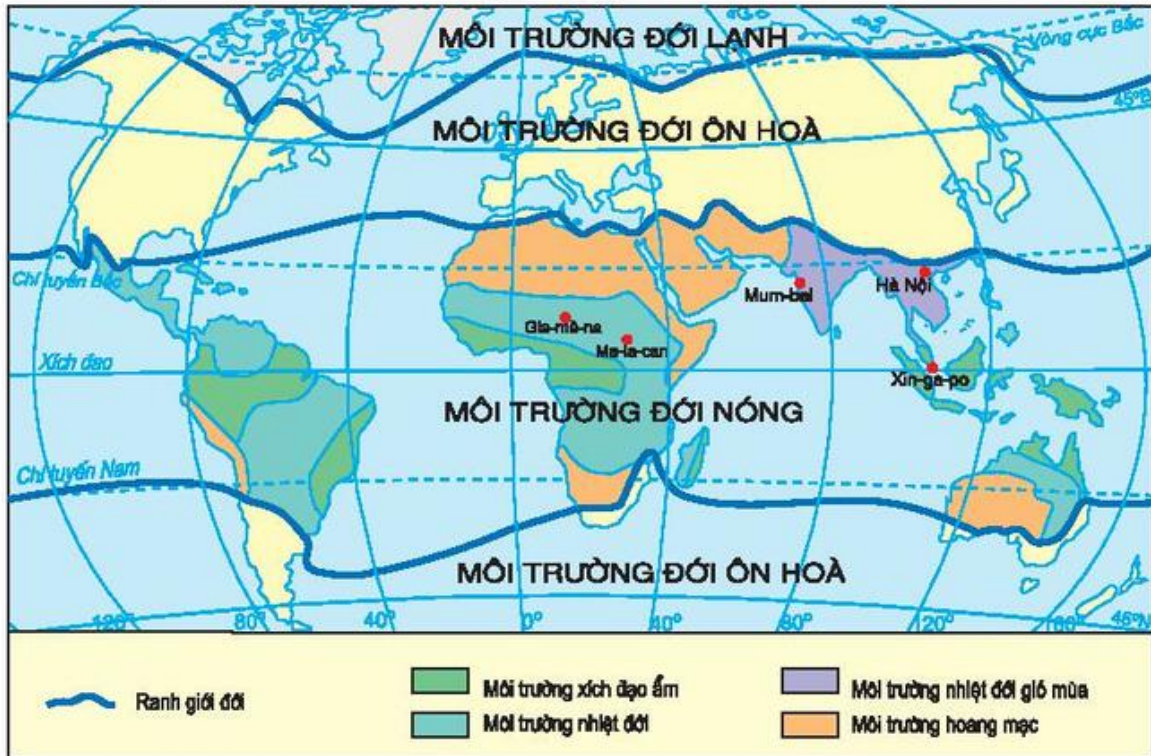 MÔI TRƯỜNG ĐỚI LẠNH
Vòng cực Bắc
45°B
MÔI TRƯỜNG ĐỚI ÔN HOÀ
Chí tuyến Bắc
Mum-bai
Hà Nội
Gia-mê-na
Ma-la-can
Xích đạo
Xin-ga-po
MÔI TRƯỜNG ĐỚI NÓNG
Chí tuyến Nam
MÔI TRƯỜNG ĐỚI ÔN HOÀ
120° 80° 40° 0° 40° 80° 120° 160° 45°N
Ranh giới đới
Môi trường xích đạo ẩm
Môi trường nhiệt đới
Môi trường nhiệt đới gió mùa
Môi trường hoang mạc